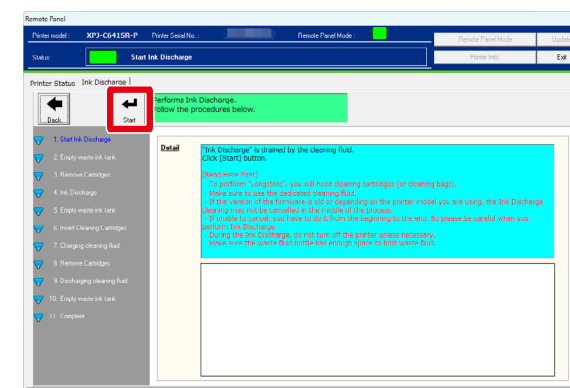 Remote Panel
Printer model : XPJ-C641SR-P Printer Serial No. : Remote Panel Mode :
Remote Panel Mode Update
Status: Start Ink Discharge
Printer Info Exit
Printer Status Ink Discharge
Back Start
Performs Ink Discharge.
Follow the procedures below.
1. Start Ink Discharge
2. Empty waste ink tank
3. Remove Cartridges
4. Ink Discharge
5. Empty waste ink tank
6. Insert Cleaning Cartridges
7. Charging cleaning fluid
8. Remove Cartridges
9. Discharging cleaning fluid
10. Empty waste ink tank
11. Complete
Detail
"Ink Discharge" is drained by the cleaning fluid.
Click [Start] button.
[Read Here First]
- To perform "Longstore", you will need cleaning cartridges (or cleaning bags).
- Make sure to use the dedicated cleaning fluid.
- If the version of the firmware is old or depending on the printer model you are using, the Ink Discharge
cleaning may not be cancelled in the middle of the process.
- If unable to cancel, you have to do it from the beginning to the end. So please be careful when you
perform Ink Discharge.
- During the Ink Discharge, do not turn off the printer unless necessary.
- Make sure the waste fluid bottle has enough space to hold waste fluid.